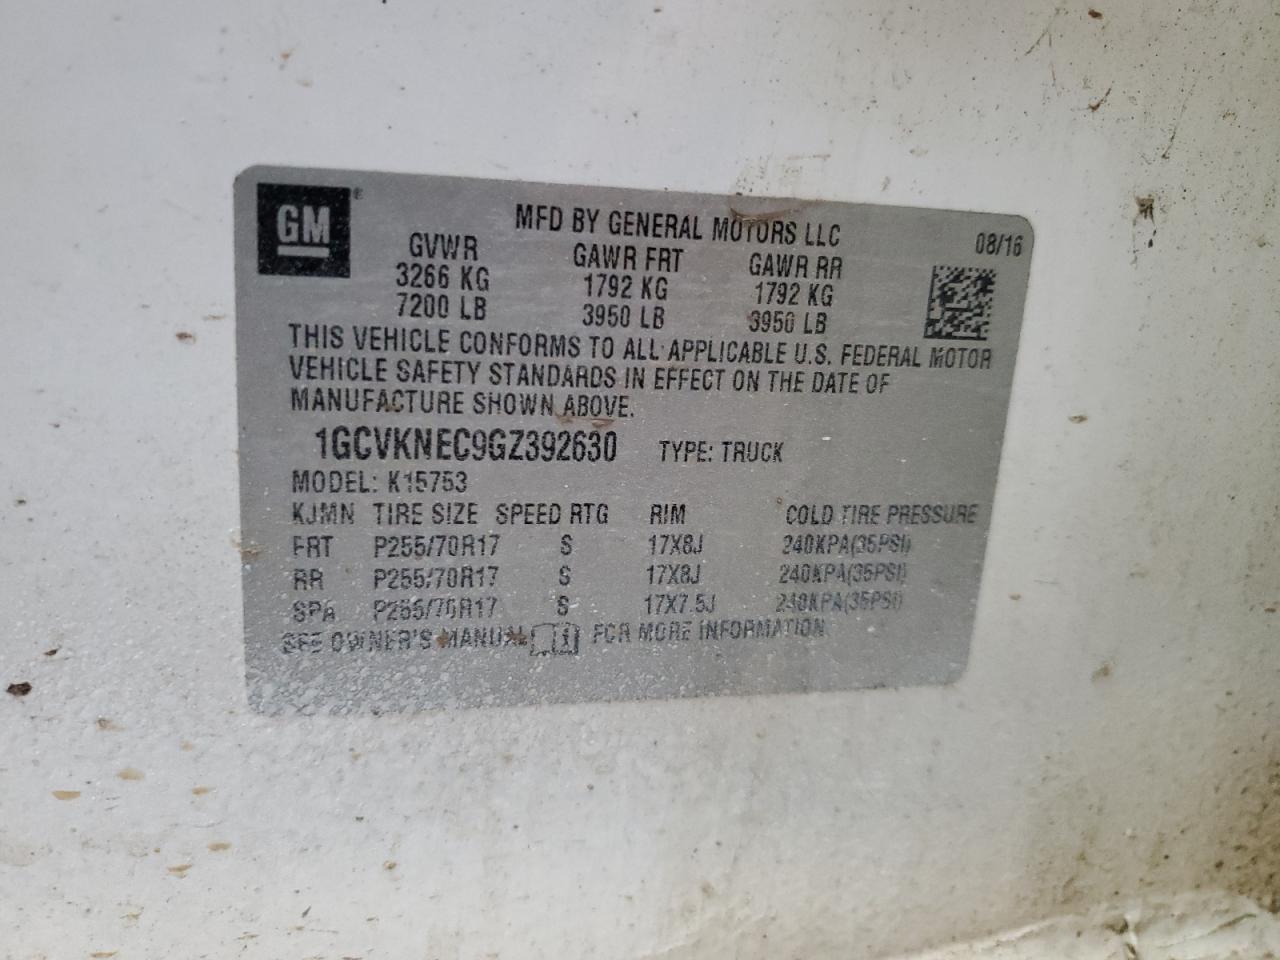 GM ®
MFD BY GENERAL MOTORS LLC 08/16
GVWR GAWR FRT GAWR RR
3266 KG 1792 KG 1792 KG
7200 LB 3950 LB 3950 LB
THIS VEHICLE CONFORMS TO ALL APPLICABLE U.S. FEDERAL MOTOR
VEHICLE SAFETY STANDARDS IN EFFECT ON THE DATE OF
MANUFACTURE SHOWN ABOVE.
1GCVKNEC9GZ392630 TYPE: TRUCK
MODEL: K15753
KJMN TIRE SIZE SPEED RTG RIM COLD TIRE PRESSURE
FRT P255/70R17 S 17X8J 240KPA(35PSI)
RR P255/70R17 S 17X8J 240KPA(35PSI)
SPA P255/70R17 S 17X7.5J 240KPA(35PSI)
SEE OWNER'S MANUAL FOR MORE INFORMATION